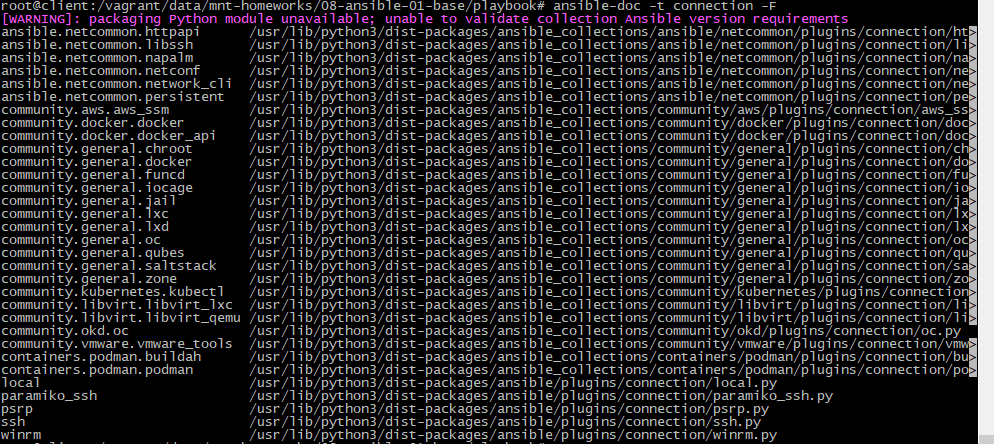 root@client:/vagrant/data/mnt-homeworks/08-ansible-01-base/playbook# ansible-doc -t connection -F
[WARNING]: packaging Python module unavailable; unable to validate collection Ansible version requirements
ansible.netcommon.httpapi /usr/lib/python3/dist-packages/ansible_collections/ansible/netcommon/plugins/connection/ht>
ansible.netcommon.libssh /usr/lib/python3/dist-packages/ansible_collections/ansible/netcommon/plugins/connection/li>
ansible.netcommon.napalm /usr/lib/python3/dist-packages/ansible_collections/ansible/netcommon/plugins/connection/na>
ansible.netcommon.netconf /usr/lib/python3/dist-packages/ansible_collections/ansible/netcommon/plugins/connection/ne>
ansible.netcommon.network_cli /usr/lib/python3/dist-packages/ansible_collections/ansible/netcommon/plugins/connection/ne>
ansible.netcommon.persistent /usr/lib/python3/dist-packages/ansible_collections/ansible/netcommon/plugins/connection/pe>
community.aws.aws_ssm /usr/lib/python3/dist-packages/ansible_collections/community/aws/plugins/connection/aws_ss>
community.docker.docker /usr/lib/python3/dist-packages/ansible_collections/community/docker/plugins/connection/doc>
community.docker.docker_api /usr/lib/python3/dist-packages/ansible_collections/community/docker/plugins/connection/doc>
community.general.chroot /usr/lib/python3/dist-packages/ansible_collections/community/general/plugins/connection/ch>
community.general.docker /usr/lib/python3/dist-packages/ansible_collections/community/general/plugins/connection/do>
community.general.funcd /usr/lib/python3/dist-packages/ansible_collections/community/general/plugins/connection/fu>
community.general.iocage /usr/lib/python3/dist-packages/ansible_collections/community/general/plugins/connection/io>
community.general.jail /usr/lib/python3/dist-packages/ansible_collections/community/general/plugins/connection/ja>
community.general.lxc /usr/lib/python3/dist-packages/ansible_collections/community/general/plugins/connection/lx>
community.general.lxd /usr/lib/python3/dist-packages/ansible_collections/community/general/plugins/connection/lx>
community.general.oc /usr/lib/python3/dist-packages/ansible_collections/community/general/plugins/connection/oc>
community.general.qubes /usr/lib/python3/dist-packages/ansible_collections/community/general/plugins/connection/qu>
community.general.saltstack /usr/lib/python3/dist-packages/ansible_collections/community/general/plugins/connection/sa>
community.general.zone /usr/lib/python3/dist-packages/ansible_collections/community/general/plugins/connection/zo>
community.kubernetes.kubectl /usr/lib/python3/dist-packages/ansible_collections/community/kubernetes/plugins/connection>
community.libvirt.libvirt_lxc /usr/lib/python3/dist-packages/ansible_collections/community/libvirt/plugins/connection/li>
community.libvirt.libvirt_qemu /usr/lib/python3/dist-packages/ansible_collections/community/libvirt/plugins/connection/li>
community.okd.oc /usr/lib/python3/dist-packages/ansible_collections/community/okd/plugins/connection/oc.py
community.vmware.vmware_tools /usr/lib/python3/dist-packages/ansible_collections/community/vmware/plugins/connection/vmw>
containers.podman.buildah /usr/lib/python3/dist-packages/ansible_collections/containers/podman/plugins/connection/bu>
containers.podman.podman /usr/lib/python3/dist-packages/ansible_collections/containers/podman/plugins/connection/po>
local /usr/lib/python3/dist-packages/ansible/plugins/connection/local.py
paramiko_ssh /usr/lib/python3/dist-packages/ansible/plugins/connection/paramiko_ssh.py
psrp /usr/lib/python3/dist-packages/ansible/plugins/connection/psrp.py
ssh /usr/lib/python3/dist-packages/ansible/plugins/connection/ssh.py
winrm /usr/lib/python3/dist-packages/ansible/plugins/connection/winrm.py